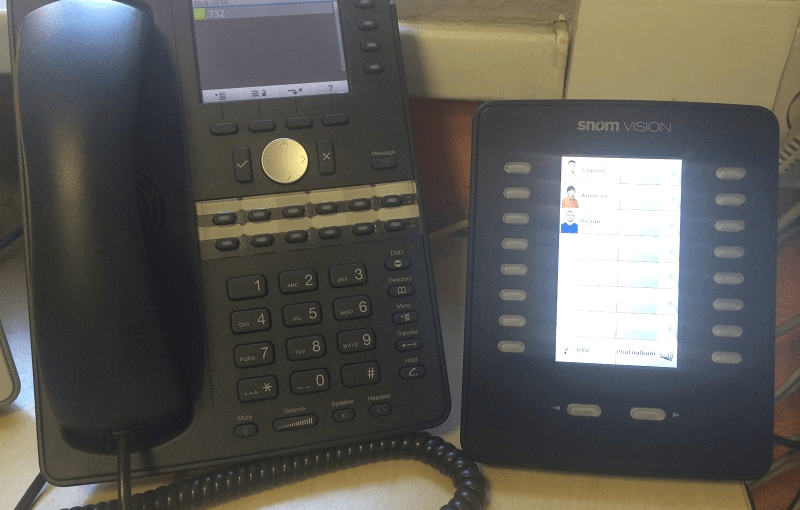 732
?
Message
snom VISION
1
ABC 2
DEF 3
GHI 4
JKL 5
MNO 6
PQRS 7
TUV 8
WXYZ 9
*
0
#
DND
Directory
Menu
Transfer
Hold
Mute
Volume
Speaker
Headset
Info
Photoalbum